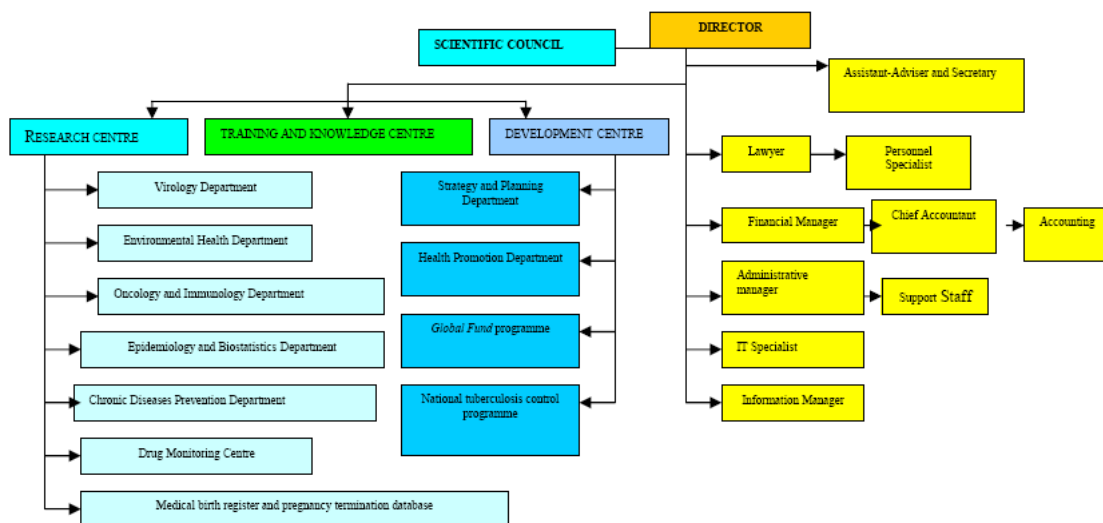 DIRECTOR
SCIENTIFIC COUNCIL
Assistant-Adviser and Secretary
RESEARCH CENTRE
TRAINING AND KNOWLEDGE CENTRE
DEVELOPMENT CENTRE
Lawyer
Personnel
Specialist
Virology Department
Strategy and Planning
Department
Financial Manager
Chief Accountant
Accounting
Environmental Health Department
Health Promotion Department
Administrative
manager
Support Staff
Oncology and Immunology Department
Global Fund programme
Epidemiology and Biostatistics Department
IT Specialist
Chronic Diseases Prevention Department
National tuberculosis control
programme
Information Manager
Drug Monitoring Centre
Medical birth register and pregnancy termination database